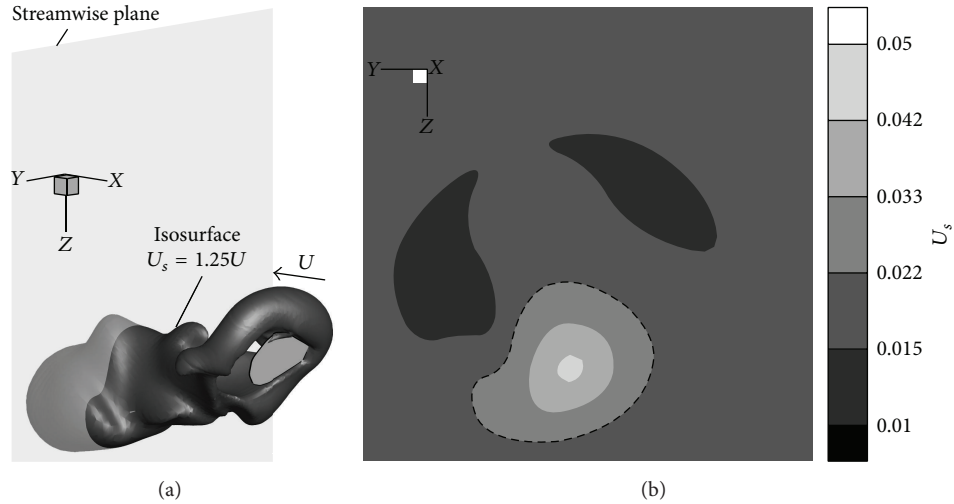 Streamwise plane
Y
X
Z
Isosurface
U_s = 1.25U
U
(a)
Y
X
Z
(b)
0.05
0.042
0.033
0.022
0.015
0.01
U_s